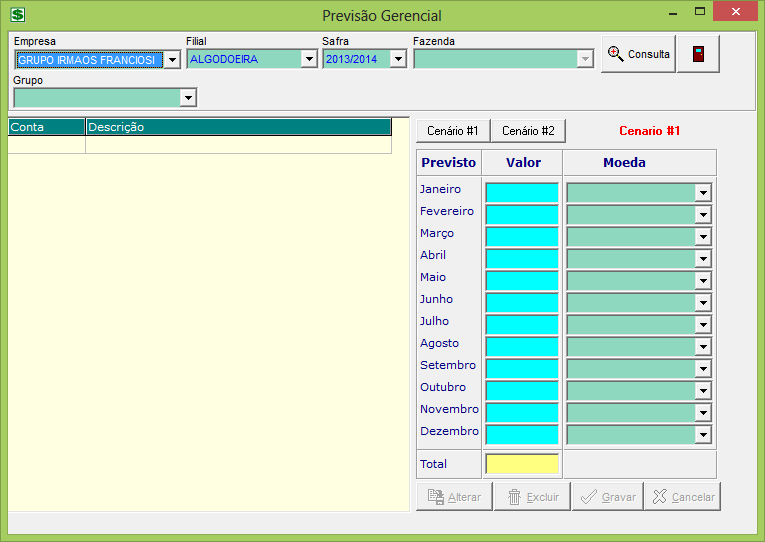 Previsão Gerencial
Empresa Filial Safra Fazenda
GRUPO IRMAOS FRANCIOSI ALGODOEIRA 2013/2014 Consulta
Grupo
Conta Descrição
Cenário #1 Cenário #2 Cenario #1
Previsto Valor Moeda
Janeiro
Fevereiro
Março
Abril
Maio
Junho
Julho
Agosto
Setembro
Outubro
Novembro
Dezembro
Total
Alterar Excluir Gravar Cancelar